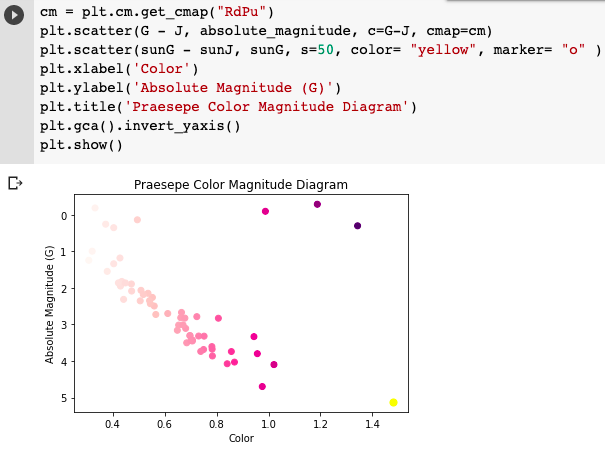 cm = plt.cm.get_cmap("RdPu")
plt.scatter(G - J, absolute_magnitude, c=G-J, cmap=cm)
plt.scatter(sunG - sunJ, sunG, s=50, color= "yellow", marker= "o" )
plt.xlabel('Color')
plt.ylabel('Absolute Magnitude (G)')
plt.title('Praesepe Color Magnitude Diagram')
plt.gca().invert_yaxis()
plt.show()
Praesepe Color Magnitude Diagram
Absolute Magnitude (G)
0
1
2
3
4
5
0.4 0.6 0.8 1.0 1.2 1.4
Color